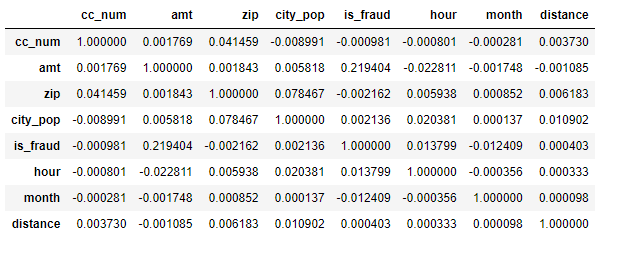 cc_num amt zip city_pop is_fraud hour month distance
cc_num 1.000000 0.001769 0.041459 -0.008991 -0.000981 -0.000801 -0.000281 0.003730
amt 0.001769 1.000000 0.001843 0.005818 0.219404 -0.022811 -0.001748 -0.001085
zip 0.041459 0.001843 1.000000 0.078467 -0.002162 0.005938 0.000852 0.006183
city_pop -0.008991 0.005818 0.078467 1.000000 0.002136 0.020381 0.000137 0.010902
is_fraud -0.000981 0.219404 -0.002162 0.002136 1.000000 0.013799 -0.012409 0.000403
hour -0.000801 -0.022811 0.005938 0.020381 0.013799 1.000000 -0.000356 0.000333
month -0.000281 -0.001748 0.000852 0.000137 -0.012409 -0.000356 1.000000 0.000098
distance 0.003730 -0.001085 0.006183 0.010902 0.000403 0.000333 0.000098 1.000000